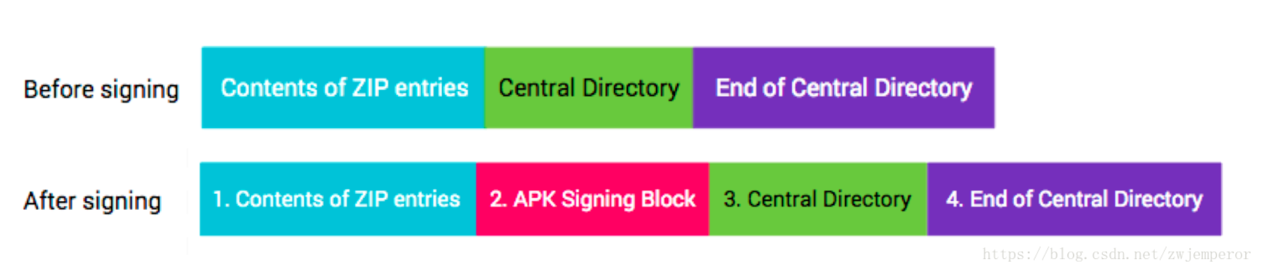 Before signing
Contents of ZIP entries
Central Directory
End of Central Directory
After signing
1. Contents of ZIP entries
2. APK Signing Block
3. Central Directory
4. End of Central Directory
https://blog.csdn.net/zwjemperor